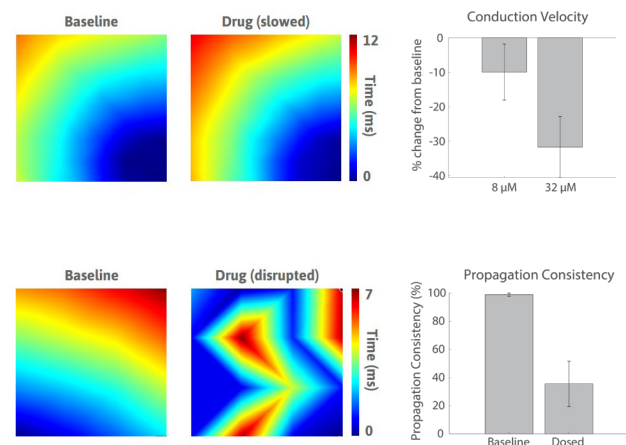 Baseline
Drug (slowed)
12
Time (ms)
0
Conduction Velocity
% change from baseline
0
-10
-20
-30
-40
8 µM
32 µM
Baseline
Drug (disrupted)
7
Time (ms)
0
Propagation Consistency
Propagation Consistency (%)
100
80
60
40
20
0
Baseline
Dosed